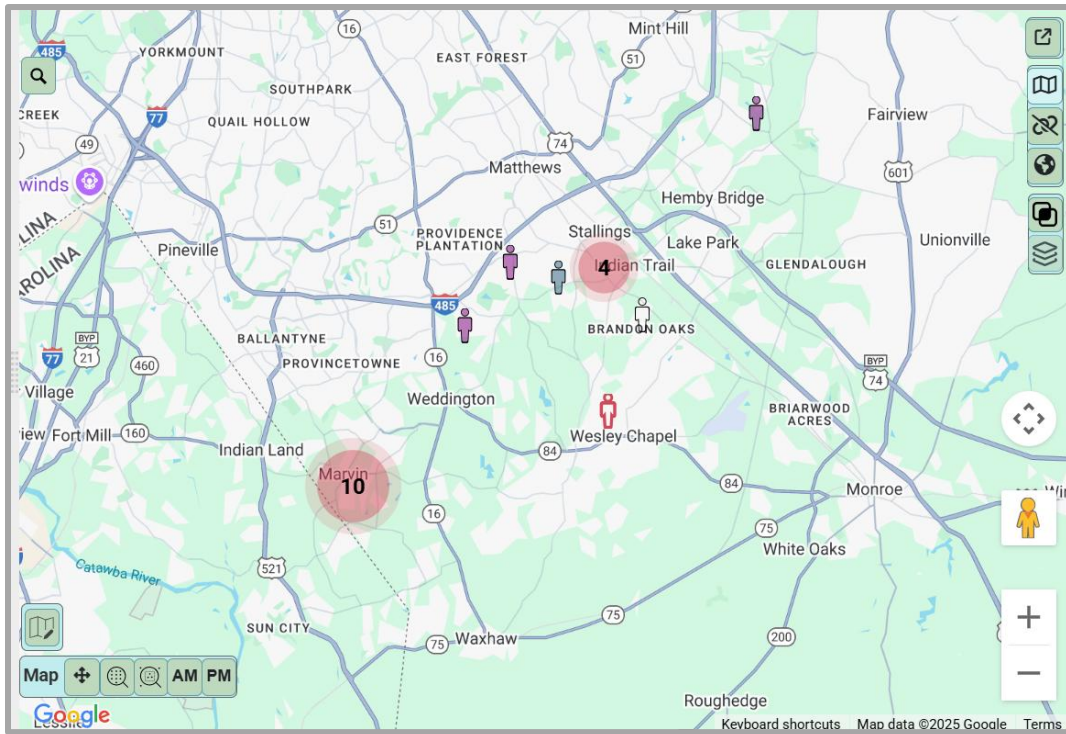 16
Mint Hill
485
YORKMOUNT
EAST FOREST
51
SOUTHPARK
77
CREEK
QUAIL HOLLOW
Fairview
49
74
Matthews
601
winds
Hemby Bridge
51
PROVIDENCE
PLANTATION
Stallings
LINA
Pineville
Lake Park
Unionville
AROLINA
4
Indian Trail
GLENDALOUGH
485
BRANDON OAKS
BYP
21
BALLANTYNE
77
460
16
PROVINCETOWNE
BYP
74
Village
Weddington
BRIARWOOD
ACRES
view
Fort Mill
160
Wesley Chapel
Indian Land
84
Marvin
10
84
Monroe
16
75
White Oaks
521
Catawba River
75
SUN CITY
75
Waxhaw
200
Map
AM
PM
Roughedge
Google
Keyboard shortcuts
Map data ©2025 Google
Terms